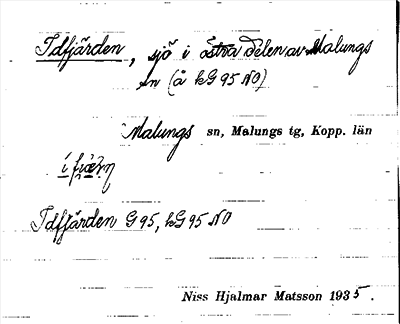 Idfjärden, sjö i östra delen av Malungs
sn (å kG 95 NO)
Malungs sn, Malungs tg, Kopp. län
Idfjärden G 95, kG 95 NO
Niss Hjalmar Matsson 1935.